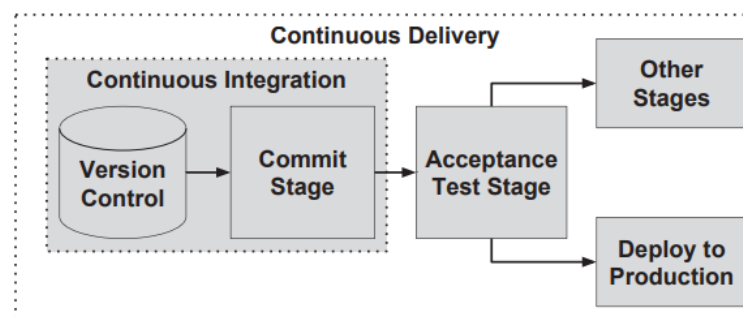 Continuous Delivery
Continuous Integration
Version
Control
Commit
Stage
Acceptance
Test Stage
Other
Stages
Deploy to
Production